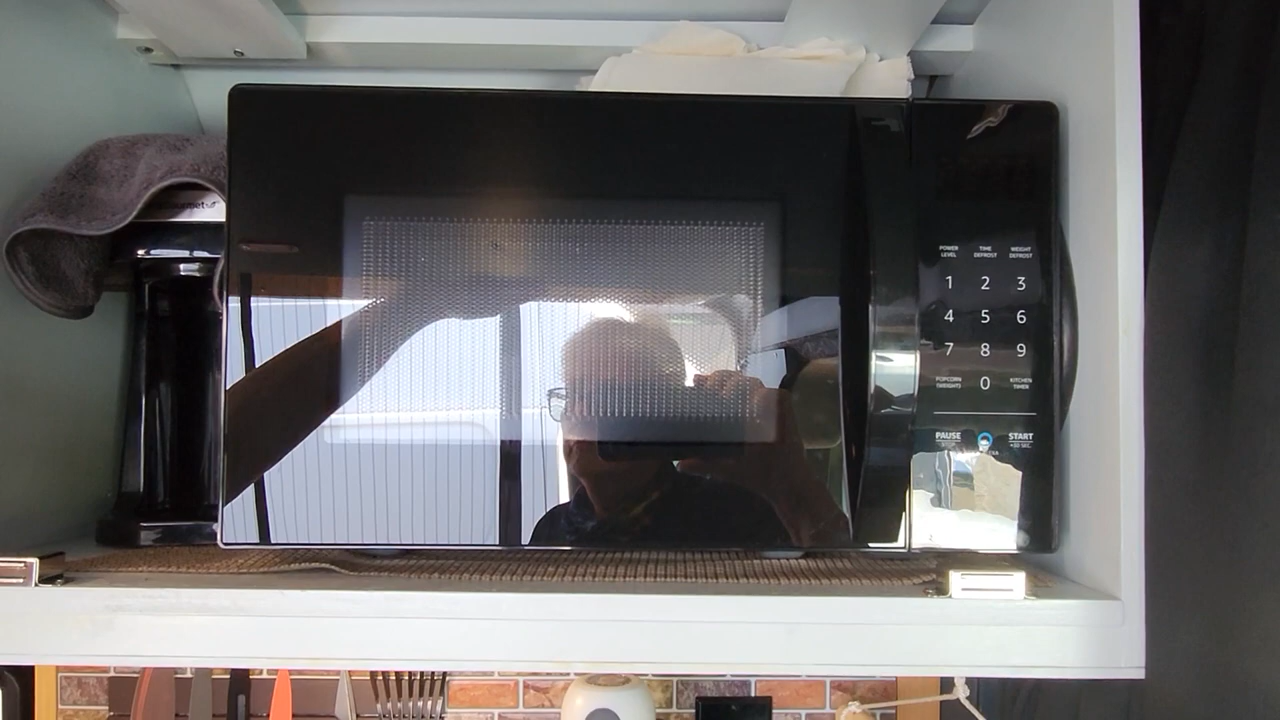 POWER LEVEL
TIME DEFROST
WEIGHT DEFROST
1 2 3
4 5 6
7 8 9
POPCORN (WEIGHT)
0
KITCHEN TIMER
PAUSE
START
+30 SEC.